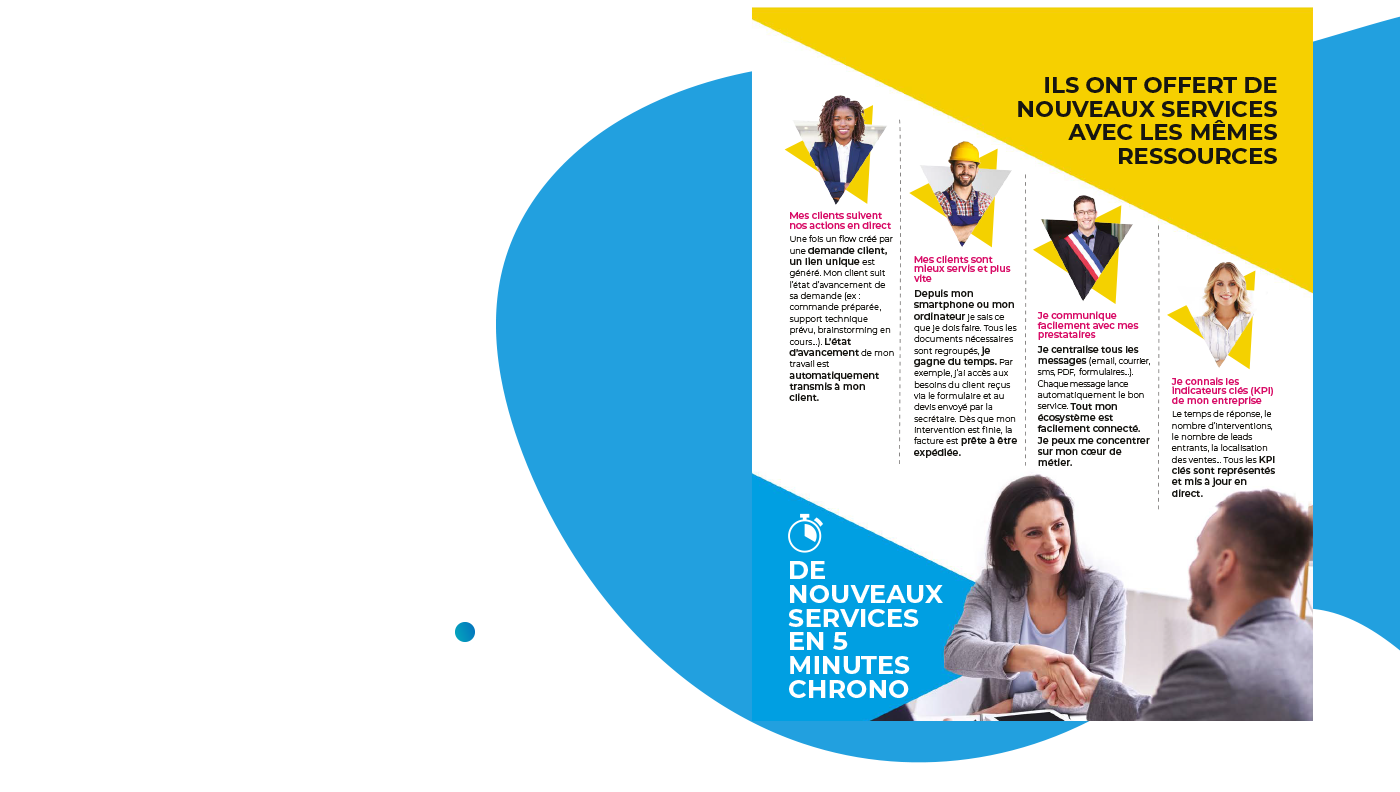 ILS ONT OFFERT DE
NOUVEAUX SERVICES
AVEC LES MÊMES
RESSOURCES
Mes clients suivent
nos actions en direct
Une fois un flow créé par
une demande client,
un lien unique est
généré. Mon client suit
l'état d'avancement de
sa demande (ex :
commande préparée,
support technique
prévu, brainstorming en
cours...). L'état
d'avancement de mon
travail est
automatiquement
transmis à mon
client.
Mes clients sont
mieux servis et plus
vite
Depuis mon
smartphone ou mon
ordinateur je sais ce
que je dois faire. Tous les
documents nécessaires
sont regroupés, je
gagne du temps. Par
exemple, j'ai accès aux
besoins du client reçus
via le formulaire et au
devis envoyé par la
secrétaire. Dès que mon
intervention est finie, la
facture est prête à être
expédiée.
Je communique
facilement avec mes
prestataires
Je centralise tous les
messages (email, courrier,
sms, PDF, formulaires...).
Chaque message lance
automatiquement le bon
service. Tout mon
écosystème est
facilement connecté.
Je peux me concentrer
sur mon cœur de
métier.
Je connais les
indicateurs clés (KPI)
de mon entreprise
Le temps de réponse, le
nombre d'interventions,
le nombre de leads
entrants, la localisation
des ventes... Tous les KPI
clés sont représentés
et mis à jour en
direct.
DE
NOUVEAUX
SERVICES
EN 5
MINUTES
CHRONO